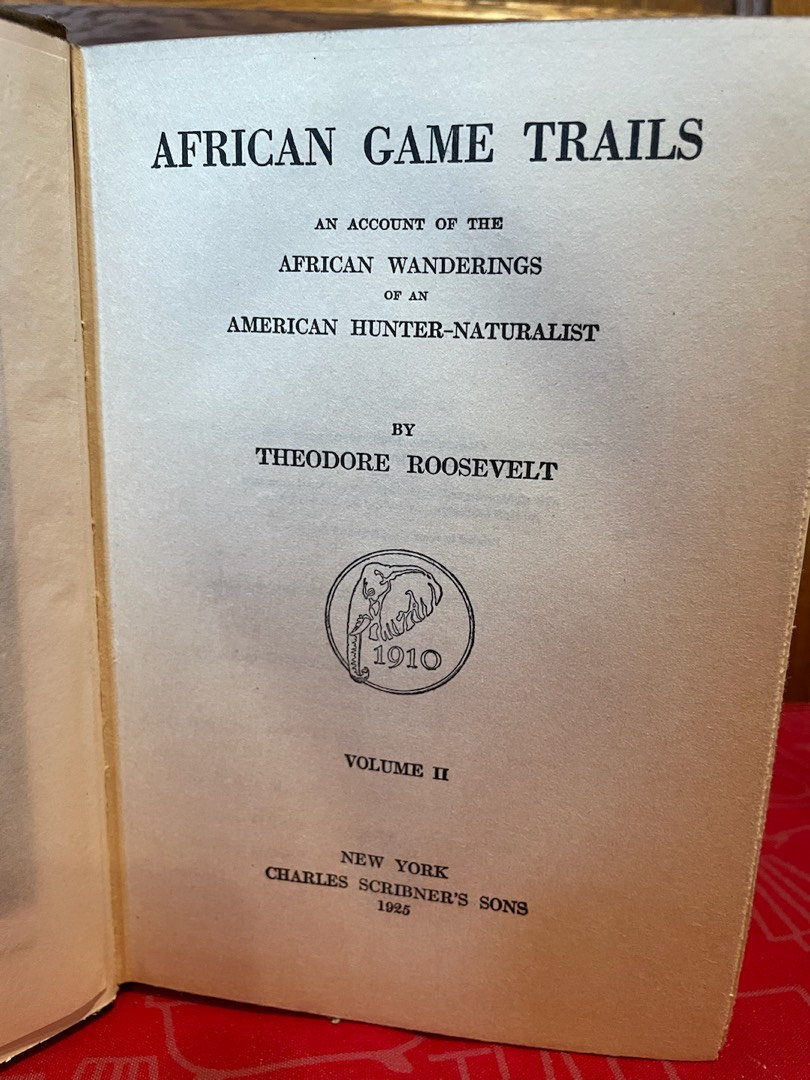 AFRICAN GAME TRAILS
AN ACCOUNT OF THE
AFRICAN WANDERINGS
OF AN
AMERICAN HUNTER-NATURALIST
BY
THEODORE ROOSEVELT
1910
VOLUME II
NEW YORK
CHARLES SCRIBNER'S SONS
1925